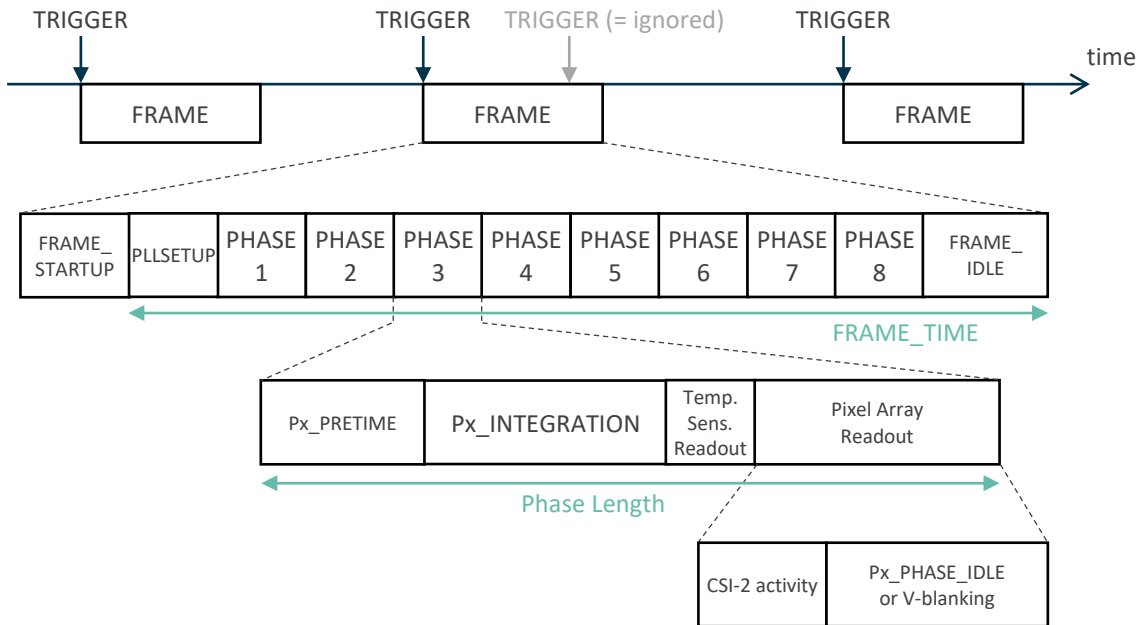 TRIGGER
TRIGGER
TRIGGER (= ignored)
TRIGGER
time
FRAME
FRAME
FRAME
FRAME_
STARTUP
PLLSETUP
PHASE
1
PHASE
2
PHASE
3
PHASE
4
PHASE
5
PHASE
6
PHASE
7
PHASE
8
FRAME_
IDLE
FRAME_TIME
Px_PRETIME
Px_INTEGRATION
Temp.
Sens.
Readout
Pixel Array
Readout
Phase Length
CSI-2 activity
Px_PHASE_IDLE
or V-blanking